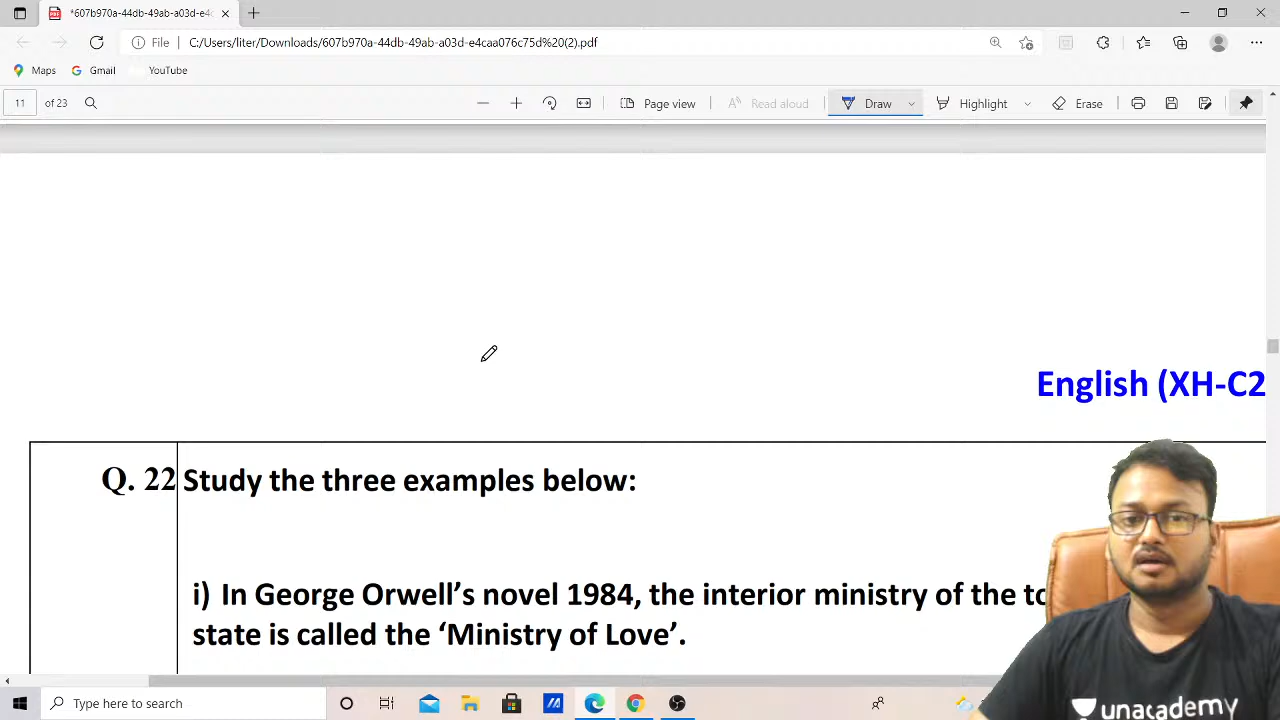 *607b970a-44db-49ab-a03d-e4c
File
C:/Users/liter/Downloads/607b970a-44db-49ab-a03d-e4caa076c75d%20(2).pdf
Maps
Gmail
YouTube
11 of 23
Page view
Read aloud
Draw
Highlight
Erase
English (XH-C2
Q. 22 Study the three examples below:
i) In George Orwell's novel 1984, the interior ministry of the to
state is called the ‘Ministry of Love’.
unacademy
Type here to search